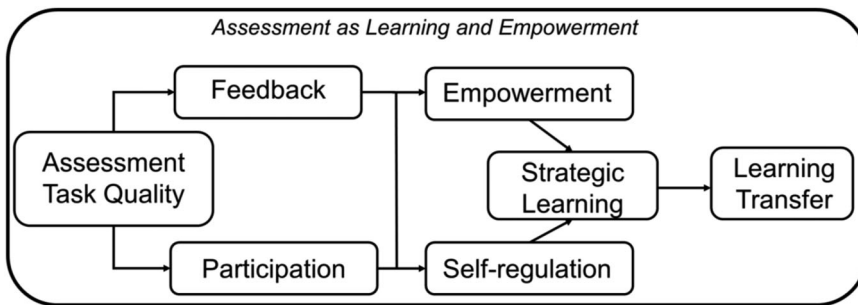 Assessment as Learning and Empowerment
Feedback
Empowerment
Assessment
Task Quality
Strategic
Learning
Learning
Transfer
Participation
Self-regulation